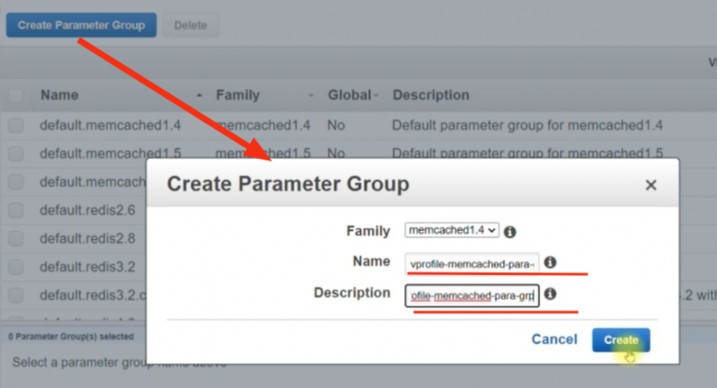 Create Parameter Group Delete
Name Family Global Description
default.memcached1.4 memcached1.4 No Default parameter group for memcached1.4
default.memcached1.5 memcached1.5 No Default parameter group for memcached1.5
default.memcach
default.redis2.6
default.redis2.8
default.redis3.2
default.redis3.2.c .2 with
Create Parameter Group ×
Family memcached1.4
Name vprofile-memcached-para-
Description ofile-memcached-para-grp
Cancel Create
0 Parameter Group(s) selected
Select a parameter group name above